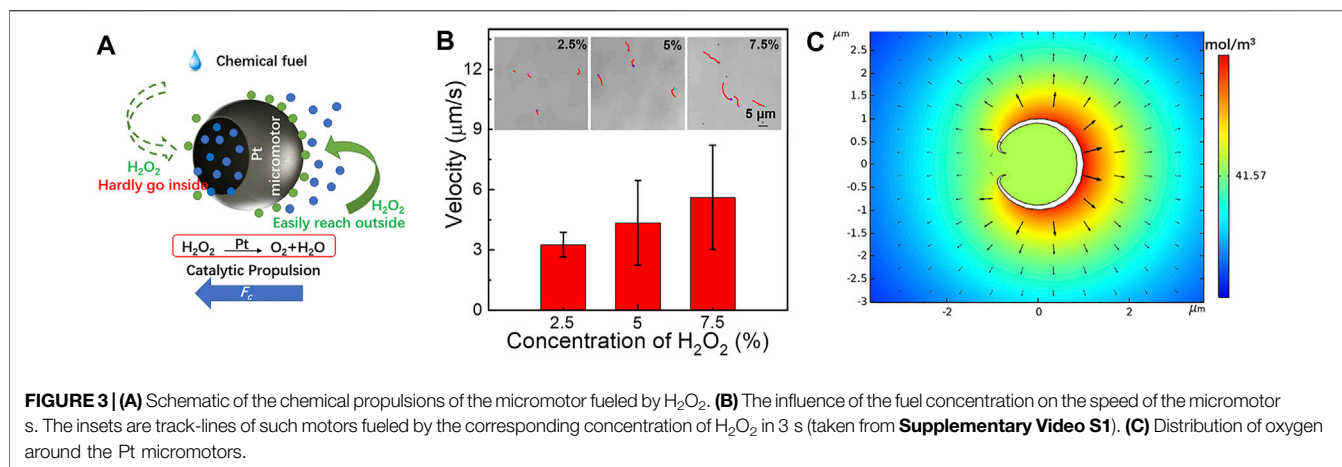 A
Chemical fuel
Pt
micromotor
H₂O₂
Hardly go inside
H₂O₂
Easily reach outside
H₂O₂ Pt O₂+H₂O
Catalytic Propulsion
Fc
B
Velocity (μm/s)
12
9
6
3
0
2.5%
5%
7.5%
5 μm
2.5
5
7.5
Concentration of H₂O₂ (%)
C
μm
2.5
2
1.5
1
0.5
0
-0.5
-1
-1.5
-2
-2.5
-3
-2
0
2
μm
mol/m³
41.57
FIGURE 3 | (A) Schematic of the chemical propulsions of the micromotor fueled by H₂O₂. (B) The influence of the fuel concentration on the speed of the micromotor
s. The insets are track-lines of such motors fueled by the corresponding concentration of H₂O₂ in 3 s (taken from Supplementary Video S1). (C) Distribution of oxygen
around the Pt micromotors.